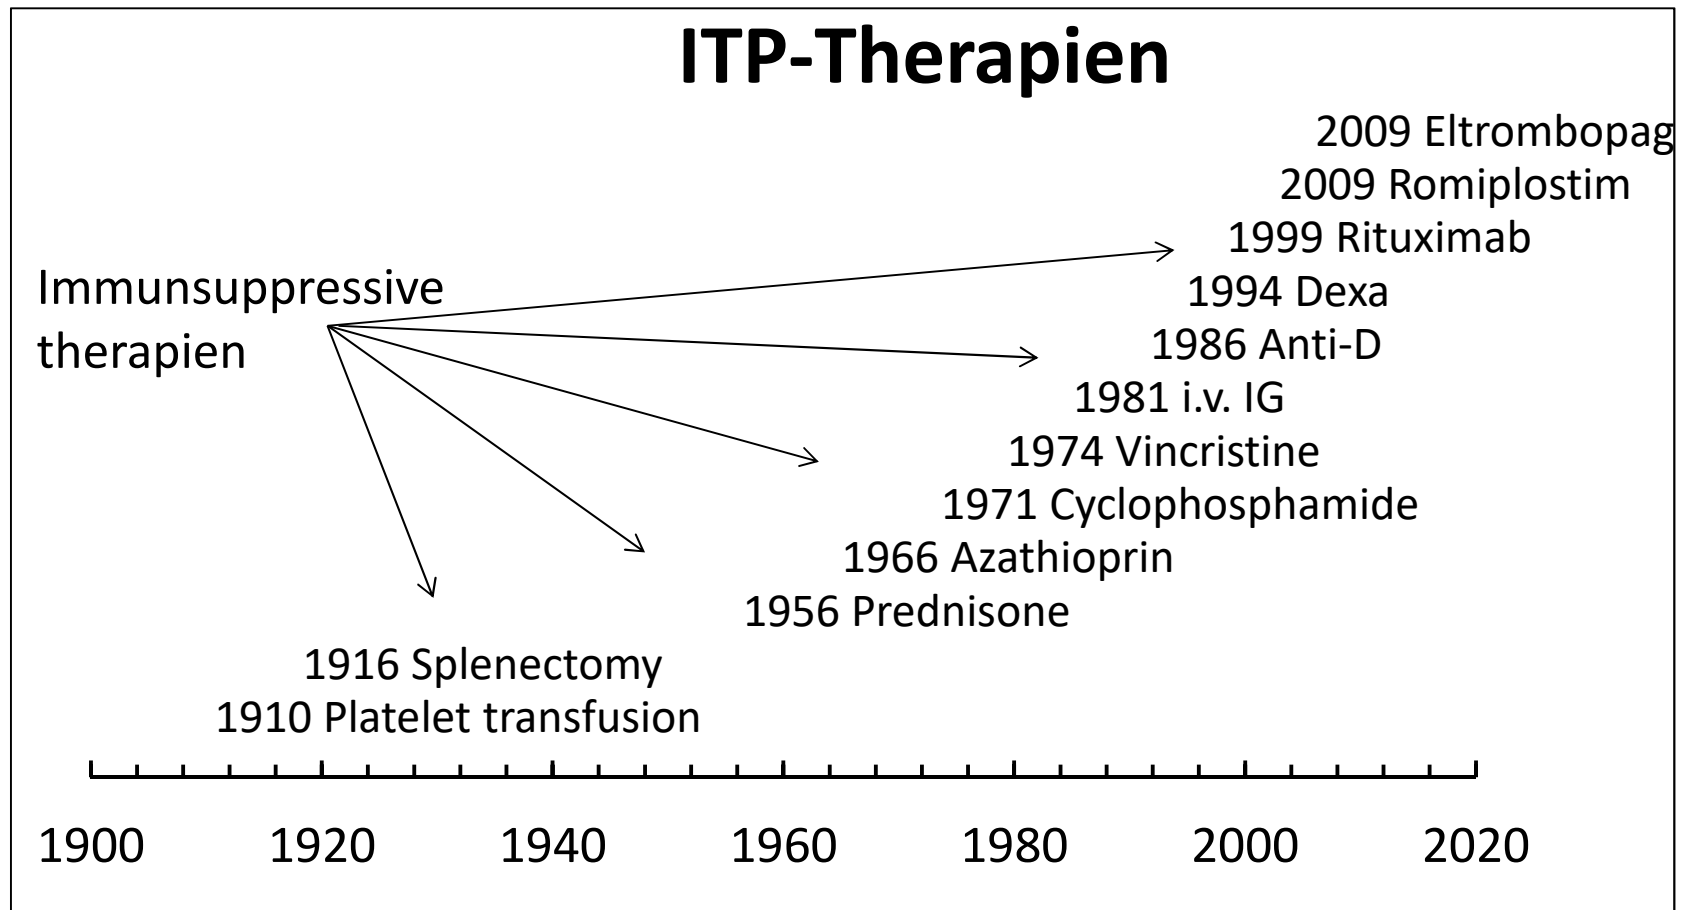 ITP-Therapien
2009 Eltrombopag
2009 Romiplostim
1999 Rituximab
Immunsuppressive
therapien
1994 Dexa
1986 Anti-D
1981 i.v. IG
1974 Vincristine
1971 Cyclophosphamide
1966 Azathioprin
1956 Prednisone
1916 Splenectomy
1910 Platelet transfusion
1900 1920 1940 1960 1980 2000 2020